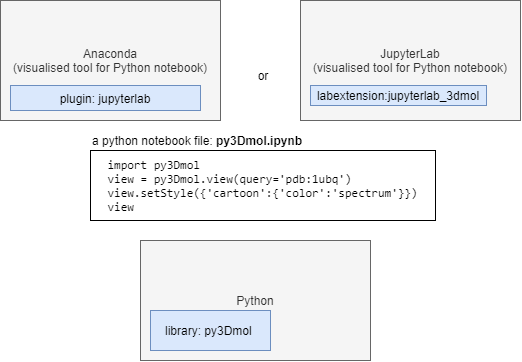 Anaconda
(visualised tool for Python notebook)
plugin: jupyterlab
or
JupyterLab
(visualised tool for Python notebook)
labextension:jupyterlab_3dmol
a python notebook file: py3Dmol.ipynb
import py3Dmol
view = py3Dmol.view(query='pdb:1ubq')
view.setStyle({'cartoon':{'color':'spectrum'}})
view
Python
library: py3Dmol